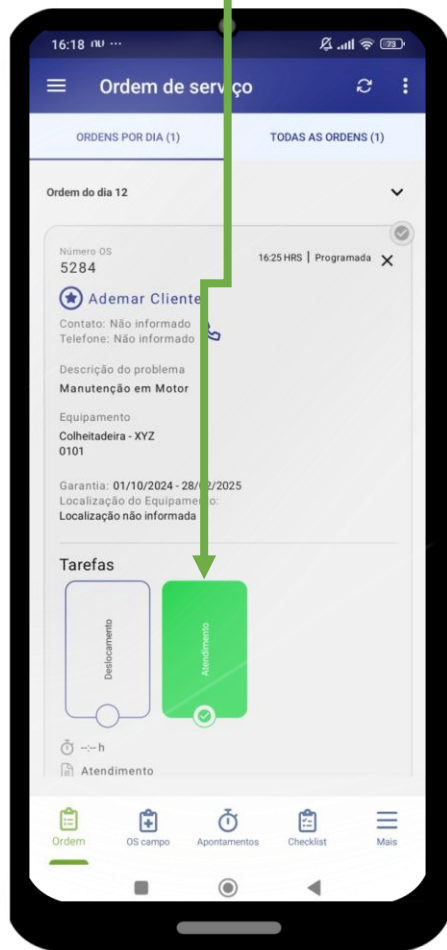 16:18
73
Ordem de serviço
ORDENS POR DIA (1)
TODAS AS ORDENS (1)
Ordem do dia 12
Número OS
5284
16:25 HRS | Programada
Ademar Cliente
Contato: Não informado
Telefone: Não informado
Descrição do problema
Manutenção em Motor
Equipamento
Colheitadeira - XYZ
0101
Garantia: 01/10/2024 - 28/02/2025
Localização do Equipamento:
Localização não informada
Tarefas
Deslocamento
Atendimento
--:-- h
Atendimento
Ordem
OS campo
Apontamentos
Checklist
Mais